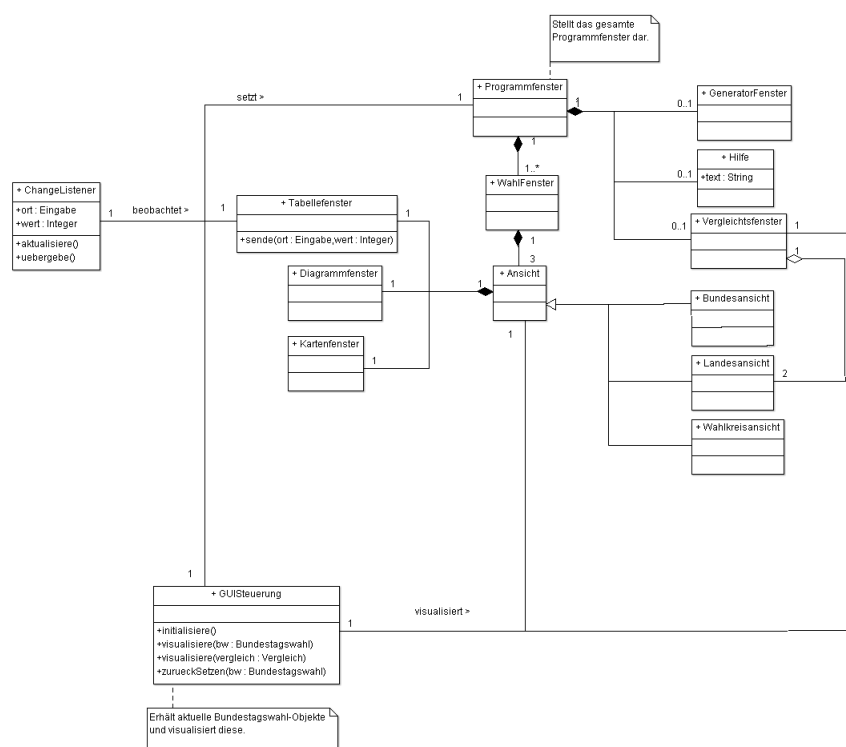 Stellt das gesamte
Programmfenster dar.
+ Programmfenster
setzt >
1
1
1
0..1
+ GeneratorFenster
1..*
+ WahlFenster
0..1
+ Hilfe
+text : String
+ ChangeListener
+ort : Eingabe
+wert : Integer
+aktualisiere()
+uebergebe()
1
beobachtet >
1
+ Tabellefenster
+sende(ort : Eingabe,wert : Integer)
1
1
3
0..1
+ Vergleichtsfenster
1
1
+ Diagrammfenster
1
1
+ Ansicht
+ Bundesansicht
+ Kartenfenster
1
1
+ Landesansicht
2
+ Wahlkreisansicht
1
+ GUISteuerung
+initialisiere()
+visualisiere(bw : Bundestagswahl)
+visualisiere(vergleich : Vergleich)
+zurueckSetzen(bw : Bundestagswahl)
1
visualisiert >
Erhält aktuelle Bundestagswahl-Objekte
und visualisiert diese.